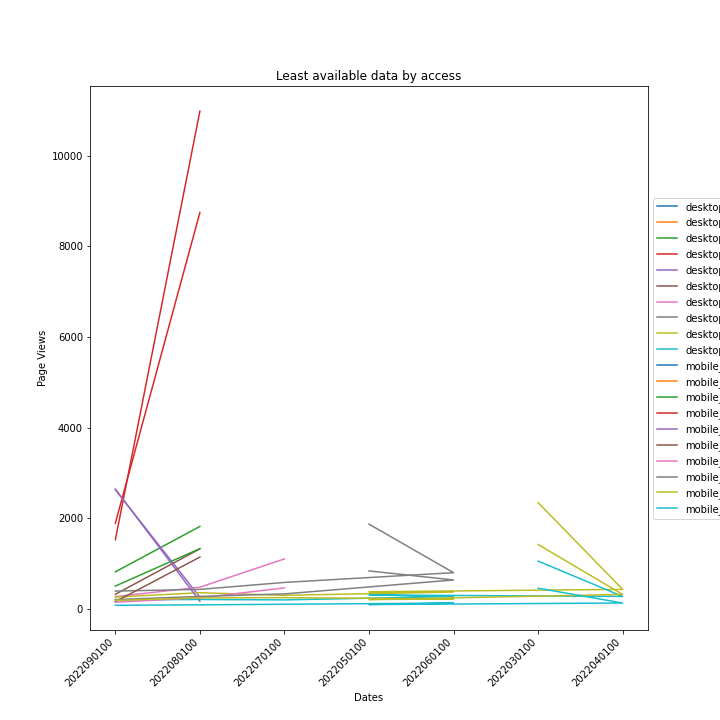 Least available data by access
10000
8000
6000
4000
2000
0
Page Views
2022090100
2022080100
2022070100
2022050100
2022060100
2022030100
2022040100
Dates
desktop
desktop
desktop
desktop
desktop
desktop
desktop
desktop
desktop
desktop
mobile_
mobile_
mobile_
mobile_
mobile_
mobile_
mobile_
mobile_
mobile_
mobile_